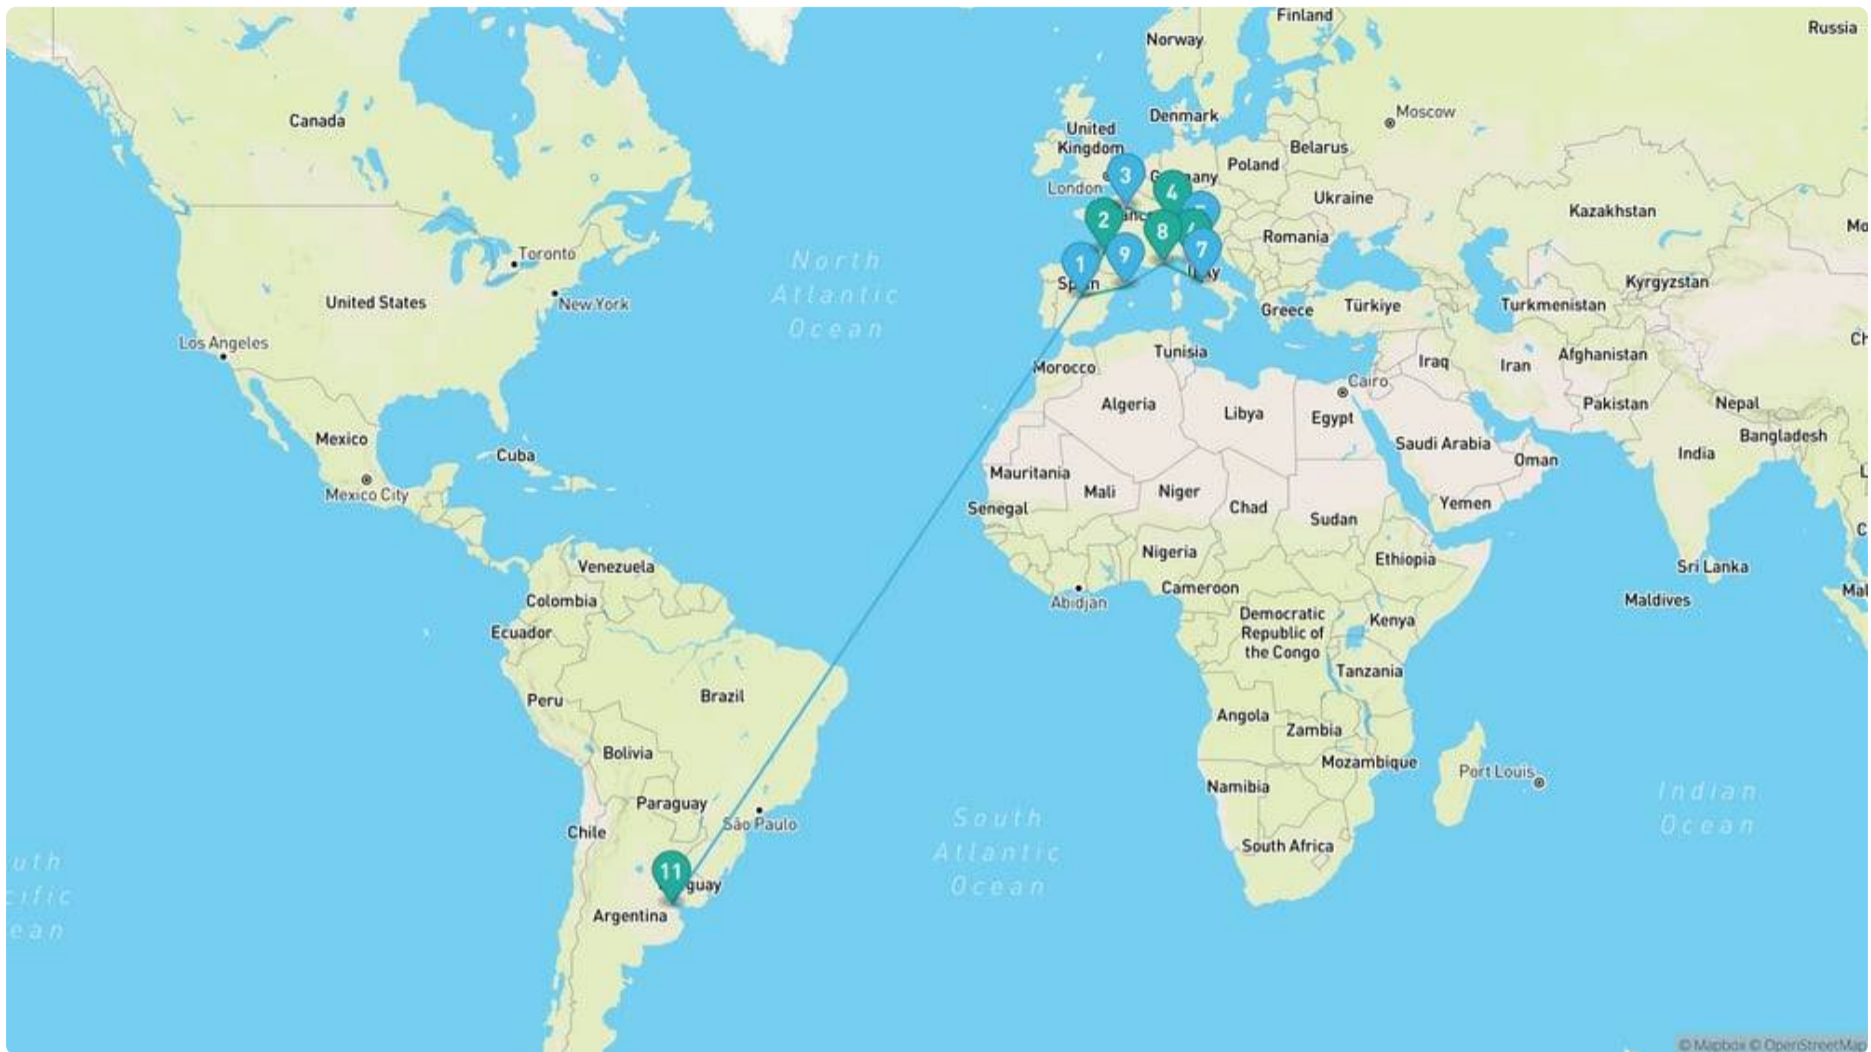 Finland
Russia
Norway
Moscow
Denmark
Canada
United
Kingdom
Belarus
Poland
London
3
4
Ukraine
Kazakhstan
2
8
Romania
7
9
1
Toronto
North
Atlantic
Ocean
Kyrgyzstan
United States
New York
Greece
Türkiye
Turkmenistan
Los Angeles
Tunisia
Morocco
Iraq
Iran
Afghanistan
Cairo
Algeria
Libya
Egypt
Pakistan
Nepal
Mexico
Saudi Arabia
Bangladesh
Cuba
Oman
India
Mauritania
Mali
Niger
Mexico City
Senegal
Chad
Yemen
Sudan
Nigeria
Ethiopia
Venezuela
Sri Lanka
Cameroon
Colombia
Abidjan
Maldives
Ecuador
Democratic
Republic of
the Congo
Kenya
Tanzania
Peru
Brazil
Angola
Zambia
Bolivia
Mozambique
Port Louis
Namibia
Indian
Ocean
Paraguay
São Paulo
Chile
South
Atlantic
Ocean
South Africa
11
Argentina
© Mapbox © OpenStreetMap